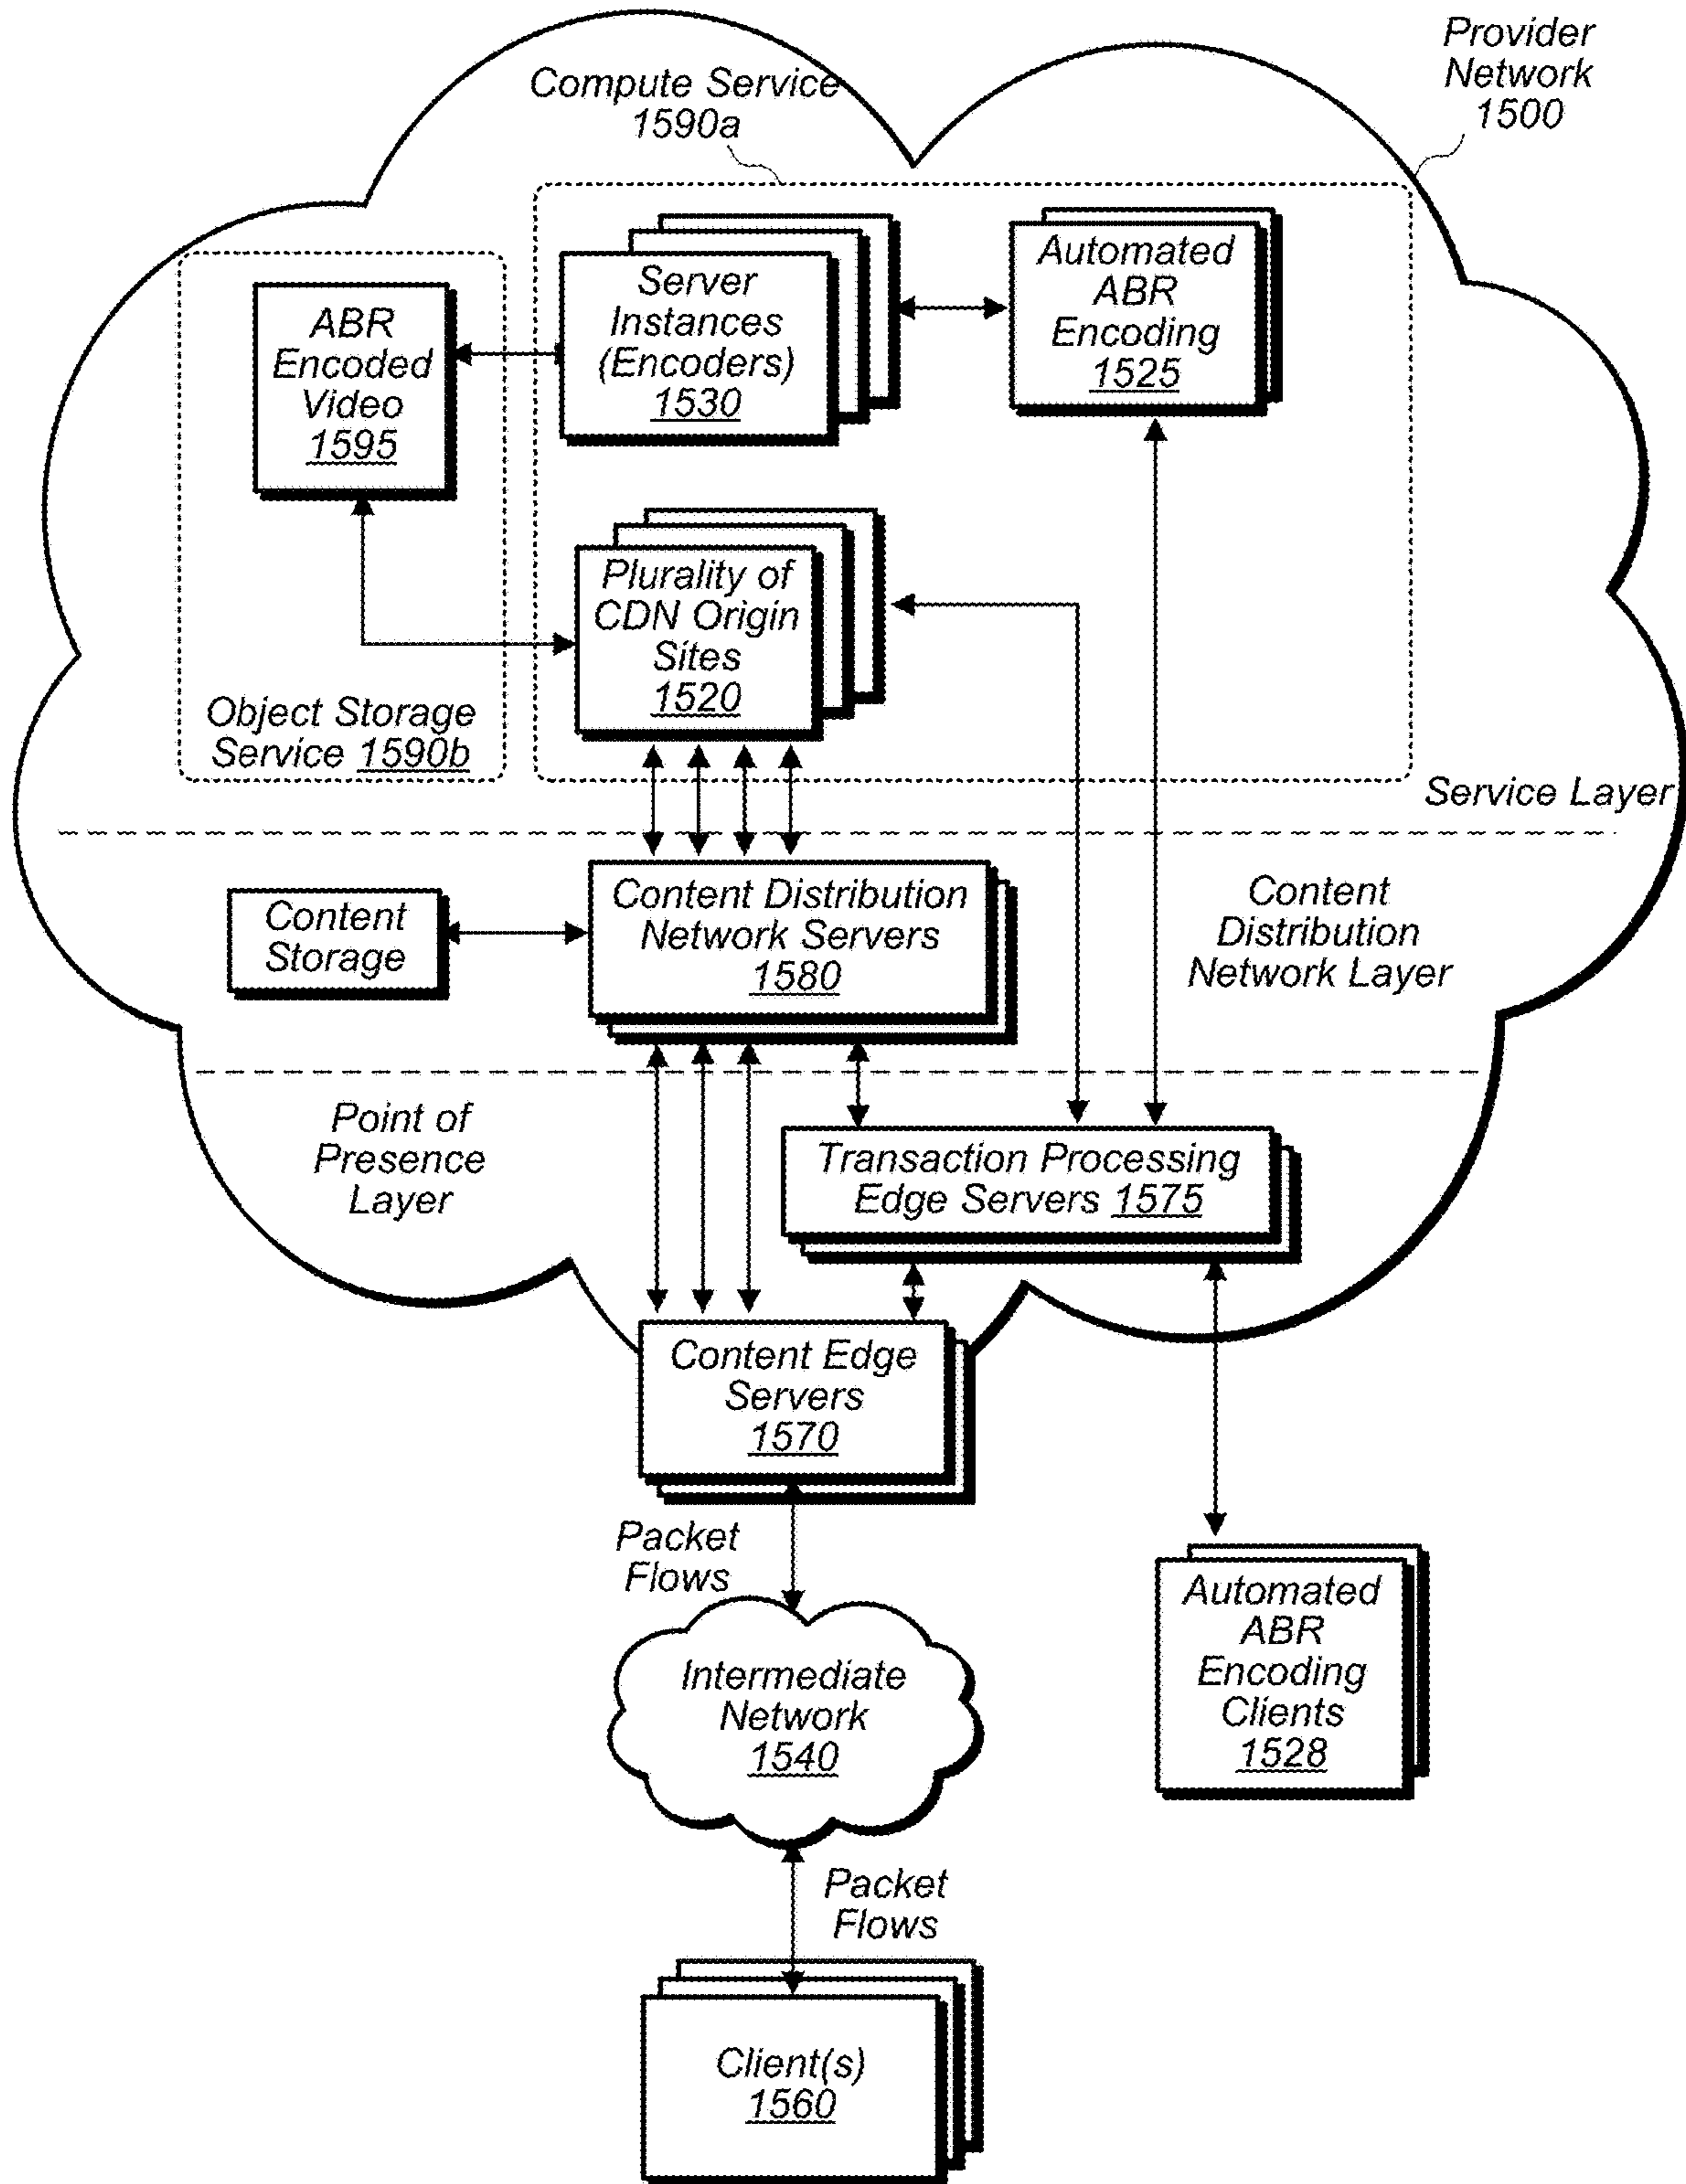 Provider
Network
1500
Compute Service
1590a
Server
Instances
(Encoders)
1530
Automated
ABR
Encoding
1525
ABR
Encoded
Video
1595
Plurality of
CDN Origin
Sites
1520
Object Storage
Service 1590b
Service Layer
Content Distribution
Network Servers
1580
Content
Storage
Content
Distribution
Network Layer
Point of
Presence
Layer
Transaction Processing
Edge Servers 1575
Content Edge
Servers
1570
Packet
Flows
Automated
ABR
Encoding
Clients
1528
Intermediate
Network
1540
Packet
Flows
Client(s)
1560